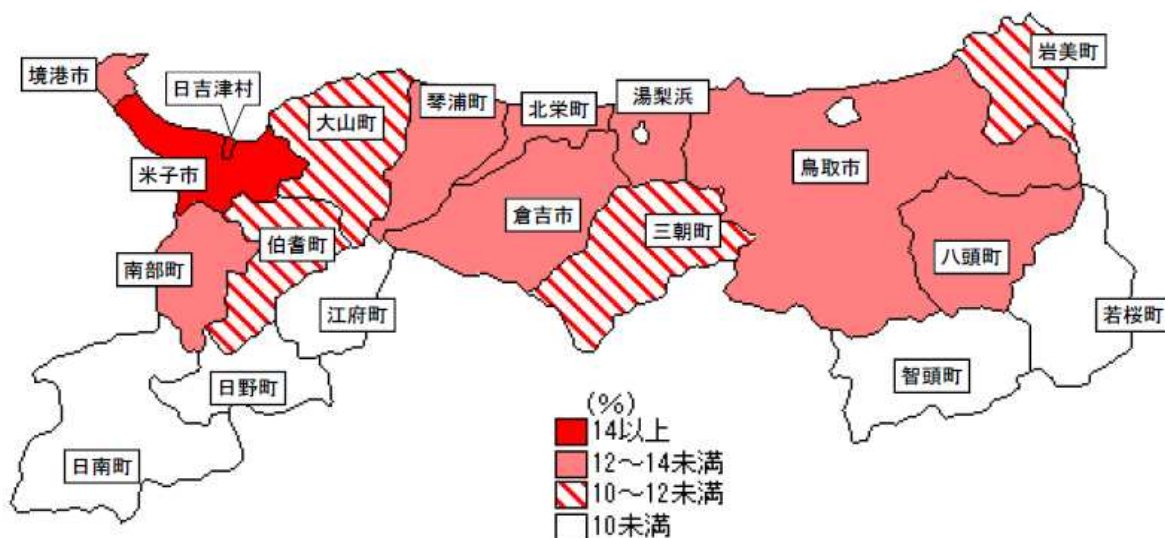 境港市
日吉津村
大山町
琴浦町
北栄町
湯梨浜
岩美町
米子市
鳥取市
倉吉市
三朝町
伯耆町
南部町
八頭町
江府町
若桜町
智頭町
日野町
日南町
(%)
14以上
12～14未満
10～12未満
10未満